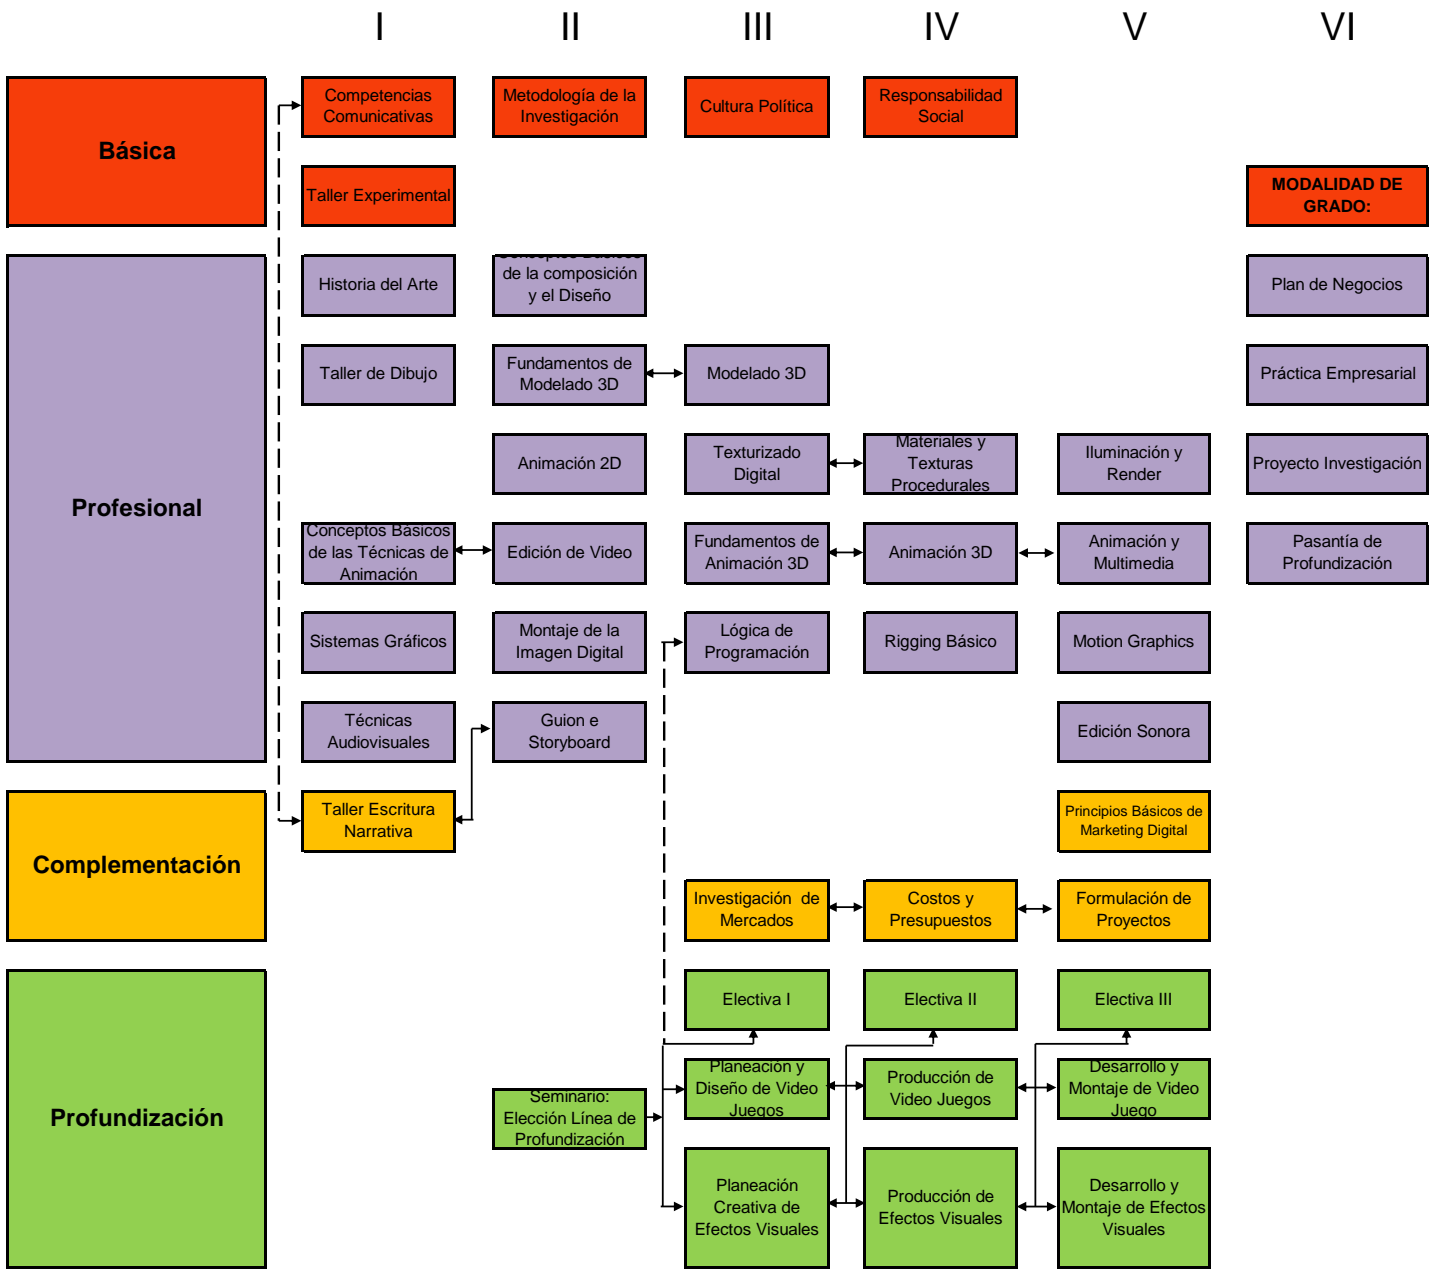 I II III IV V VI
Básica
Competencias
Comunicativas
Metodología de la
Investigación
Cultura Política
Responsabilidad
Social
Taller Experimental
MODALIDAD DE
GRADO:
Profesional
Historia del Arte
Conceptos Básicos
de la composición
y el Diseño
Plan de Negocios
Taller de Dibujo
Fundamentos de
Modelado 3D
Modelado 3D
Práctica Empresarial
Animación 2D
Texturizado
Digital
Materiales y
Texturas
Procedurales
Iluminación y
Render
Proyecto Investigación
Conceptos Básicos
de las Técnicas de
Animación
Edición de Video
Fundamentos de
Animación 3D
Animación 3D
Animación y
Multimedia
Pasantía de
Profundización
Sistemas Gráficos
Montaje de la
Imagen Digital
Lógica de
Programación
Rigging Básico
Motion Graphics
Técnicas
Audiovisuales
Guion e
Storyboard
Edición Sonora
Complementación
Taller Escritura
Narrativa
Principios Básicos de
Marketing Digital
Investigación de
Mercados
Costos y
Presupuestos
Formulación de
Proyectos
Profundización
Electiva I
Electiva II
Electiva III
Seminario:
Elección Línea de
Profundización
Planeación y
Diseño de Video
Juegos
Producción de
Video Juegos
Desarrollo y
Montaje de Video
Juego
Planeación
Creativa de
Efectos Visuales
Producción de
Efectos Visuales
Desarrollo y
Montaje de Efectos
Visuales